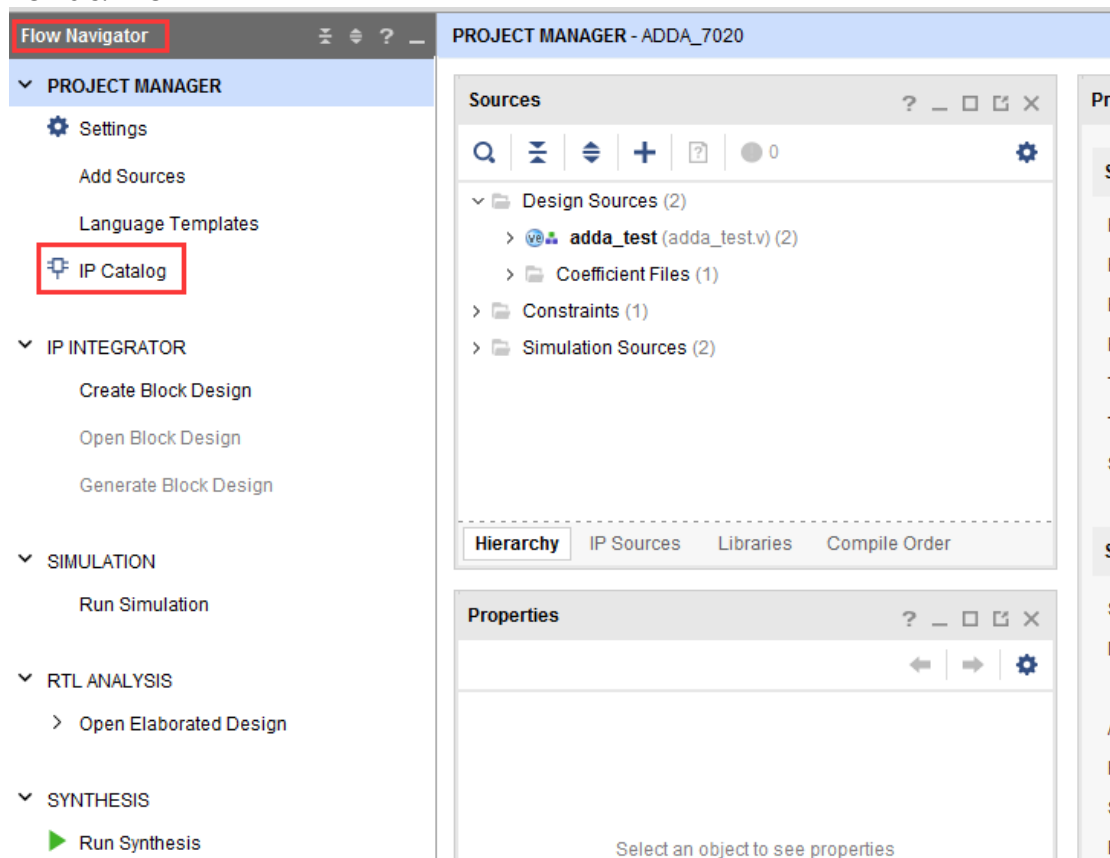 Flow Navigator
PROJECT MANAGER - ADDA_7020
PROJECT MANAGER
Settings
Add Sources
Language Templates
IP Catalog
IP INTEGRATOR
Create Block Design
Open Block Design
Generate Block Design
SIMULATION
Run Simulation
RTL ANALYSIS
Open Elaborated Design
SYNTHESIS
Run Synthesis
Sources
0
Design Sources (2)
adda_test (adda_test.v) (2)
Coefficient Files (1)
Constraints (1)
Simulation Sources (2)
Hierarchy IP Sources Libraries Compile Order
Properties
Select an object to see properties